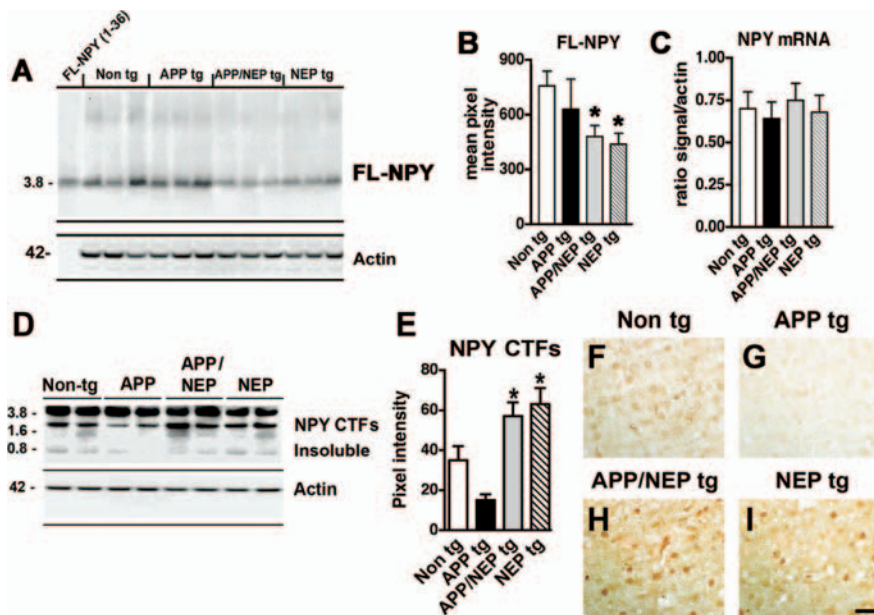 A
FL-NPY (1-36)
Non tg
APP tg
APP/NEP tg
NEP tg
3.8 -
FL-NPY
42-
Actin
B
FL-NPY
mean pixel
intensity
900
600
300
0
*
*
Non tg
APP tg
APP/NEP tg
NEP tg
C
NPY mRNA
ratio signal/actin
1.00
0.75
0.50
0.25
0.00
Non tg
APP tg
APP/NEP tg
NEP tg
D
Non-tg
APP
APP/
NEP
NEP
3.8 -
1.6 -
0.8 -
NPY CTFs
Insoluble
42 -
Actin
E
NPY CTFs
Pixel intensity
80
60
40
20
0
*
*
Non tg
APP tg
APP/NEP tg
NEP tg
Non tg
F
APP tg
G
APP/NEP tg
H
NEP tg
I